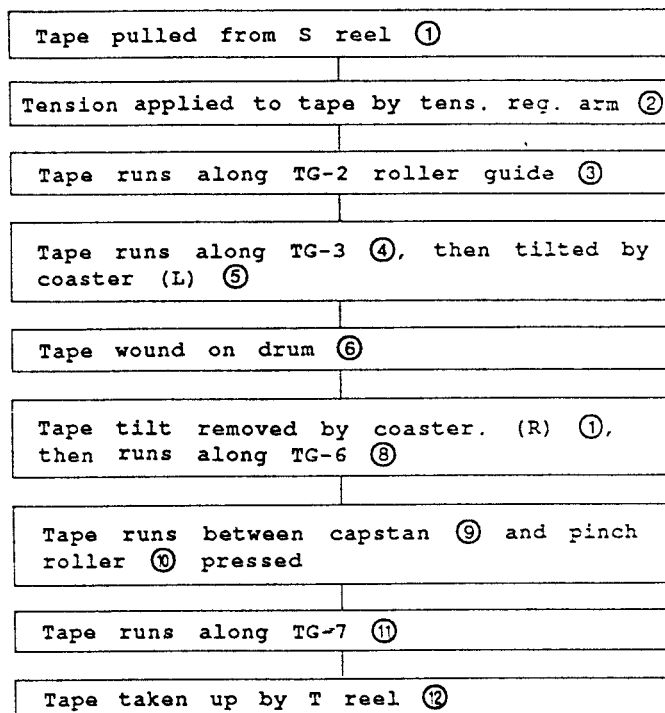 Tape pulled from S reel ①
Tension applied to tape by tens. reg. arm ②
Tape runs along TG-2 roller guide ③
Tape runs along TG-3 ④, then tilted by
coaster (L) ⑤
Tape wound on drum ⑥
Tape tilt removed by coaster. (R) ①,
then runs along TG-6 ⑧
Tape runs between capstan ⑨ and pinch
roller ⑩ pressed
Tape runs along TG-7 ⑪
Tape taken up by T reel ⑫